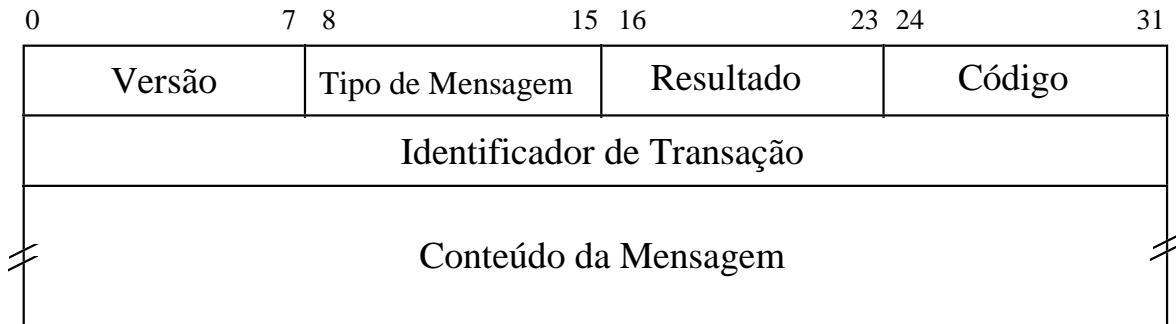 0 7 8 15 16 23 24 31
Versão Tipo de Mensagem Resultado Código
Identificador de Transação
Conteúdo da Mensagem